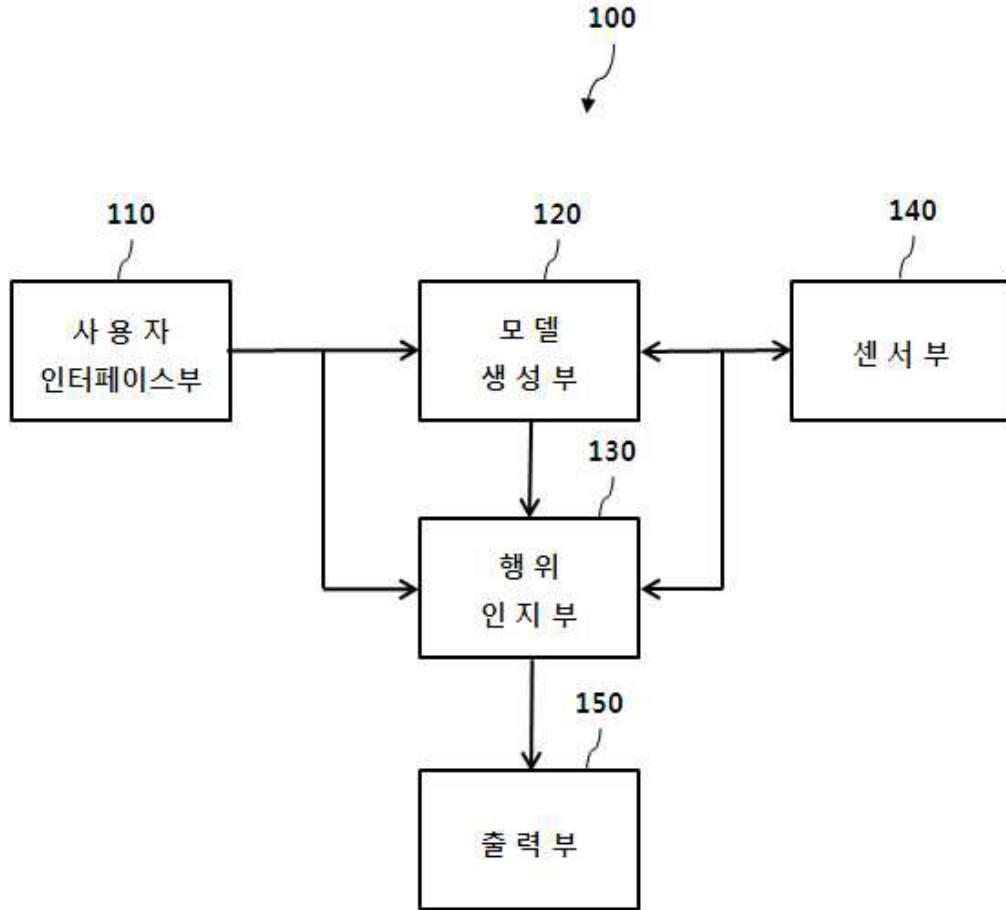 100
110
사 용 자
인터페이스부
120
모 델
생 성 부
140
센 서 부
130
행 위
인 지 부
150
출 력 부